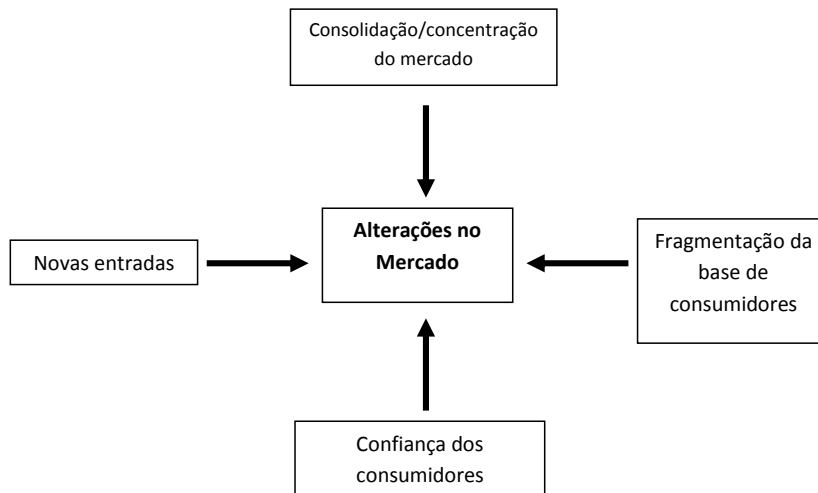 Consolidação/concentração
do mercado
Alterações no
Mercado
Novas entradas
Fragmentação da
base de
consumidores
Confiança dos
consumidores